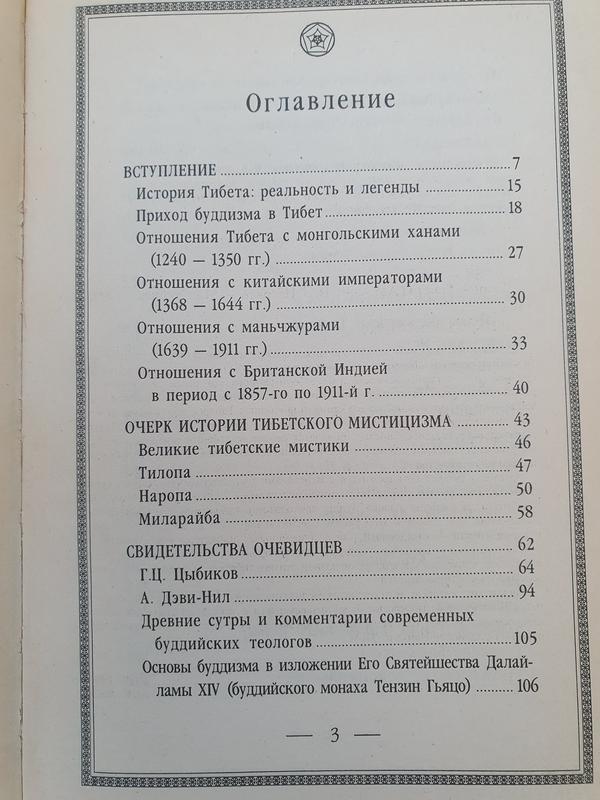 Оглавление
ВСТУПЛЕНИЕ ........ 7
История Тибета: реальность и легенды ........ 15
Приход буддизма в Тибет ........ 18
Отношения Тибета с монгольскими ханами
(1240 — 1350 гг.) ........ 27
Отношения с китайскими императорами
(1368 — 1644 гг.) ........ 30
Отношения с маньчжурами
(1639 — 1911 гг.) ........ 33
Отношения с Британской Индией
в период с 1857-го по 1911-й г. ........ 40
ОЧЕРК ИСТОРИИ ТИБЕТСКОГО МИСТИЦИЗМА ........ 43
Великие тибетские мистики ........ 46
Тилопа ........ 47
Наропа ........ 50
Миларайба ........ 58
СВИДЕТЕЛЬСТВА ОЧЕВИДЦЕВ ........ 62
Г.Ц. Цыбиков ........ 64
А. Дэви-Нил ........ 94
Древние сутры и комментарии современных
буддийских теологов ........ 105
Основы буддизма в изложении Его Святейшества Далай-
ламы XIV (буддийского монаха Тензин Гьяцо) ........ 106
— 3 —